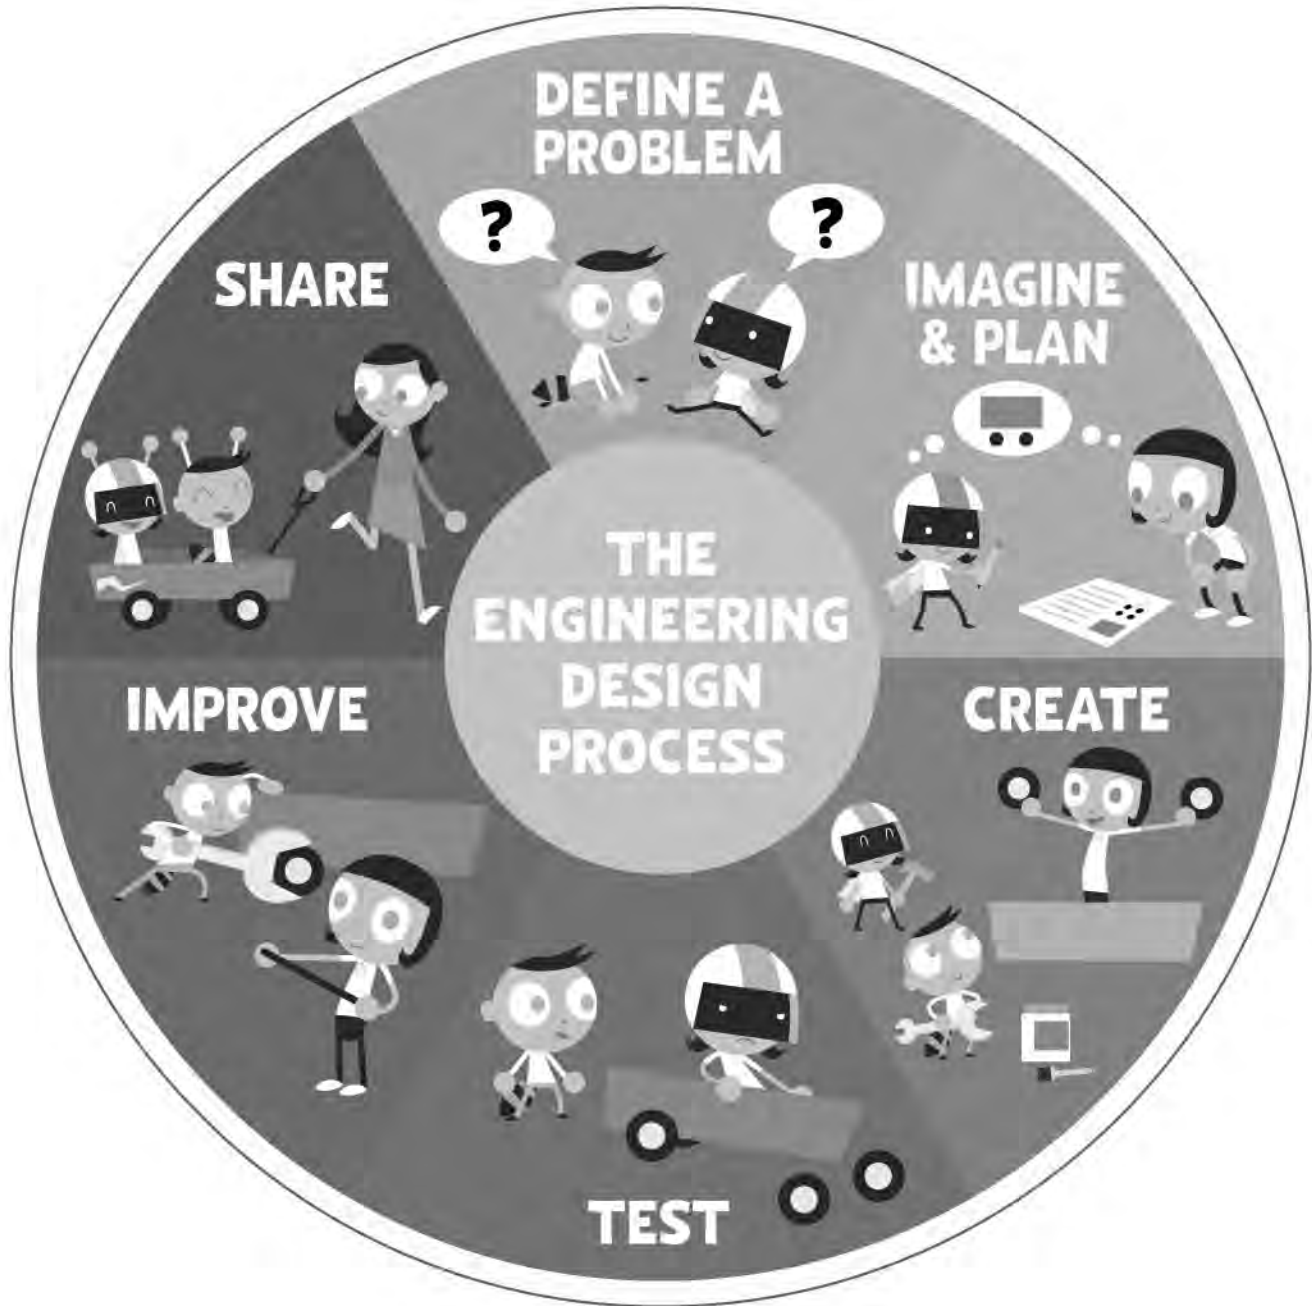 DEFINE A
PROBLEM
?
?
IMAGINE
& PLAN
SHARE
THE
ENGINEERING
DESIGN
PROCESS
IMPROVE
CREATE
TEST